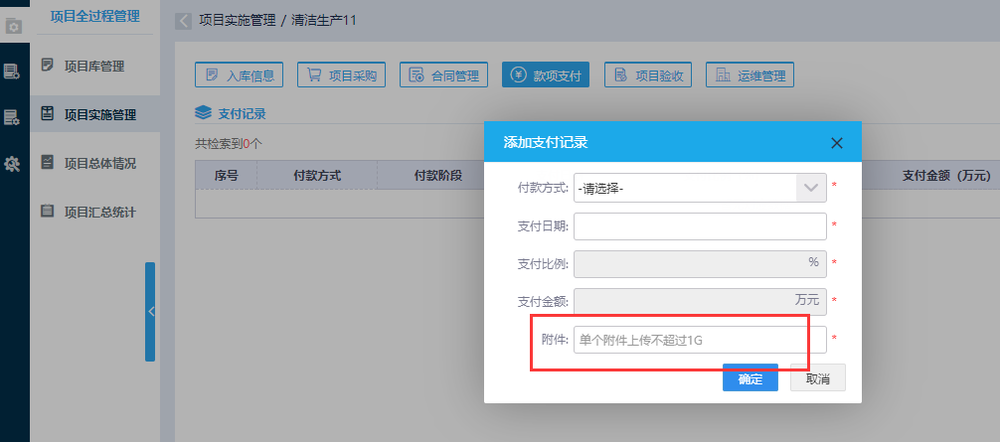 项目全过程管理
项目库管理
项目实施管理
项目总体情况
项目汇总统计
项目实施管理 / 清洁生产11
入库信息 项目采购 合同管理 款项支付 项目验收 运维管理
支付记录
共检索到0个
序号 付款方式 付款阶段 支付金额（万元）
添加支付记录
付款方式: -请选择- *
支付日期: *
支付比例: % *
支付金额: 万元 *
附件: 单个附件上传不超过1G *
确定 取消